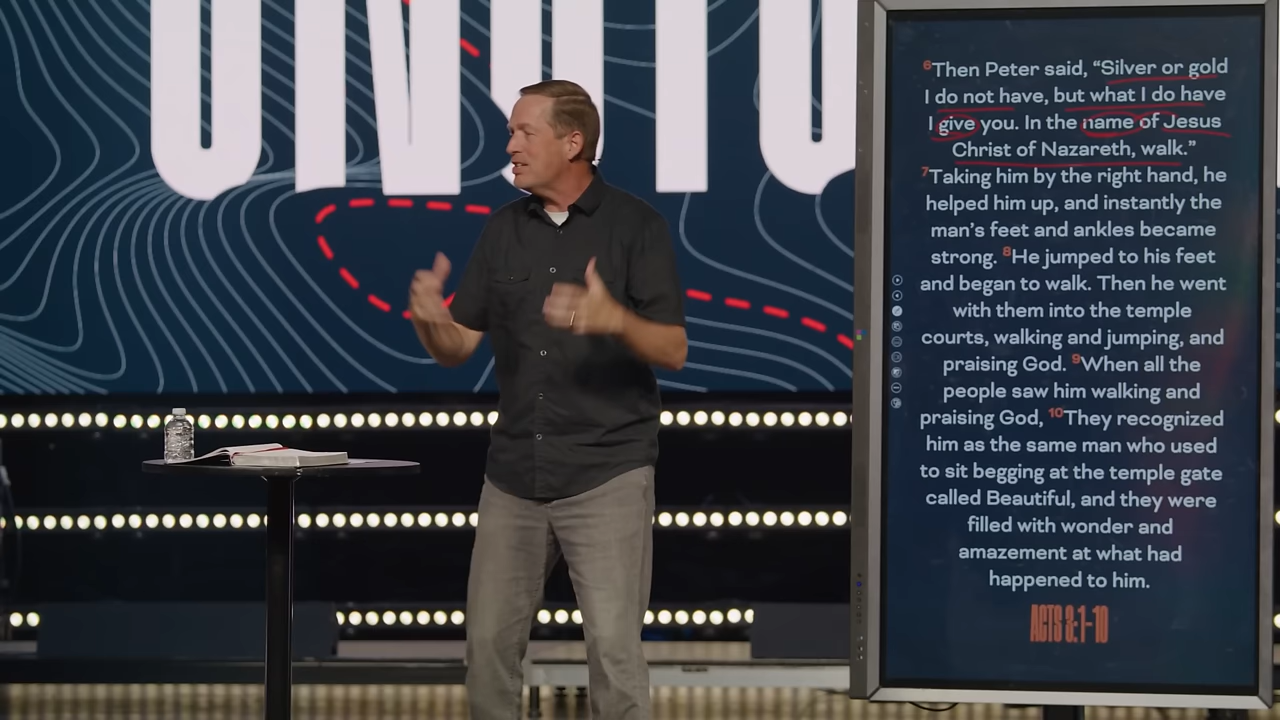 UNSTU
⁶Then Peter said, “Silver or gold
I do not have, but what I do have
I give you. In the name of Jesus
Christ of Nazareth, walk.”
⁷Taking him by the right hand, he
helped him up, and instantly the
man’s feet and ankles became
strong. ⁸He jumped to his feet
and began to walk. Then he went
with them into the temple
courts, walking and jumping, and
praising God. ⁹When all the
people saw him walking and
praising God, ¹⁰They recognized
him as the same man who used
to sit begging at the temple gate
called Beautiful, and they were
filled with wonder and
amazement at what had
happened to him.
ACTS 3:1-10